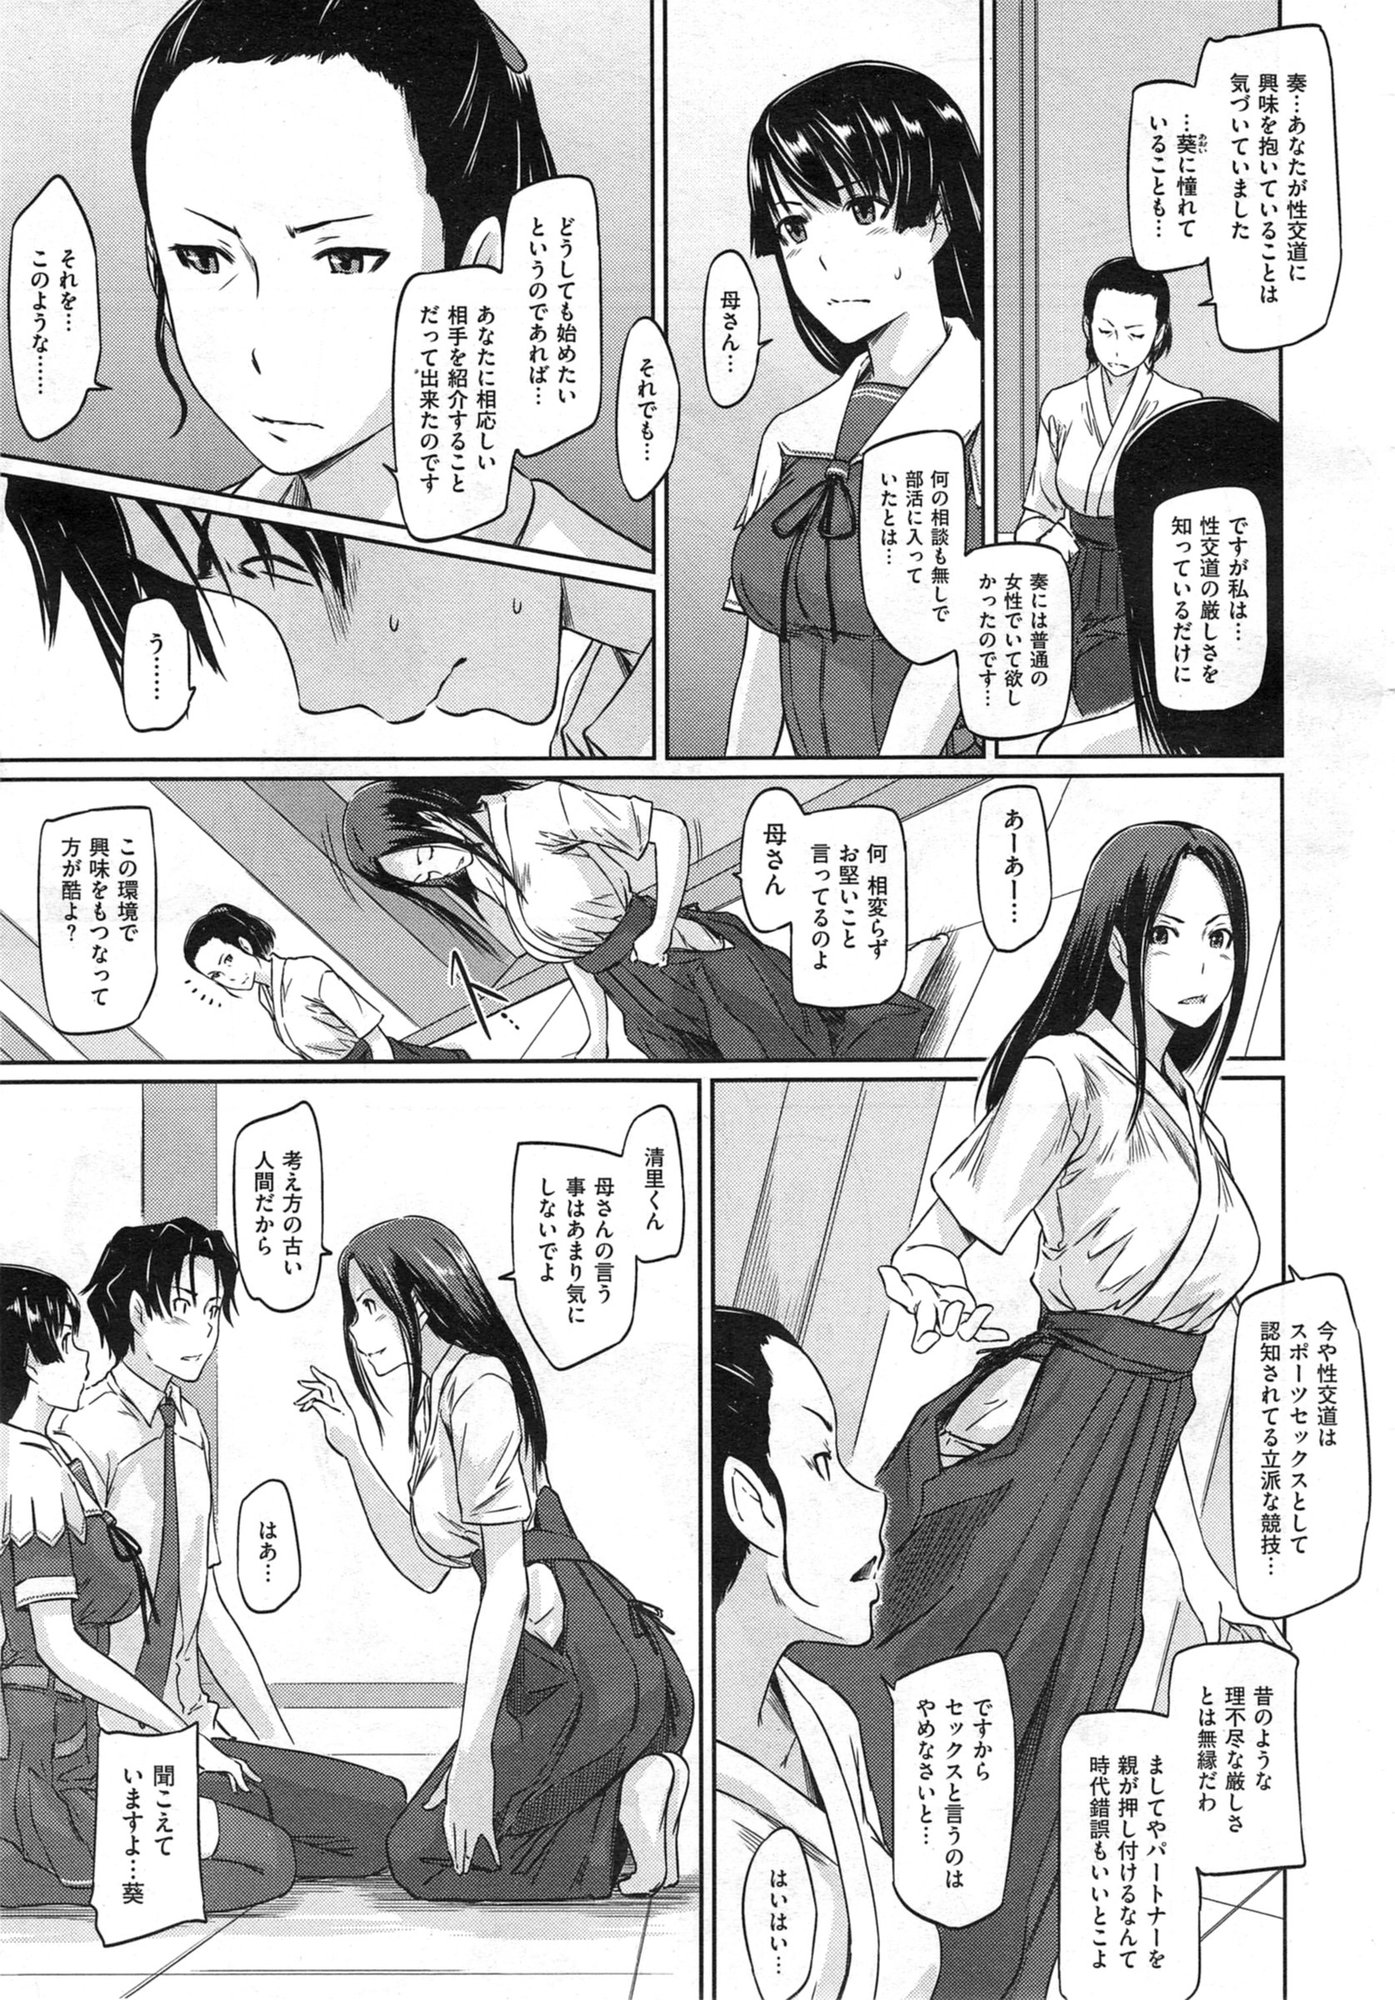 奏…あなたが性交道に
興味を抱いていることは
気づいていました
…葵に憧れて
あおい
いることも…
ですが私は…
性交道の厳しさを
知っているだけに
奏には普通の
女性でいて欲し
かったのです…
何の相談も無しで
部活に入って
いたとは…
母さん…
それでも…
どうしても始めたい
というのであれば…
あなたに相応しい
相手を紹介すること
だって出来たのです
それを…
このような……
う……
あーあー…
何 相変らず
お堅いこと
言ってるのよ
母さん
ドッ…
この環境で
興味をもつなって
方が酷よ?
今や性交道は
スポーツセックスとして
認知されてる立派な競技…
昔のような
理不尽な厳しさ
とは無縁だわ
ましてやパートナーを
親が押し付けるなんて
時代錯誤もいいとこよ
ですから
セックスと言うのは
やめなさいと…
はいはい…
清里くん
母さんの言う
事はあまり気に
しないでよ
考え方の古い
人間だから
はあ…
聞こえて
いますよ…葵